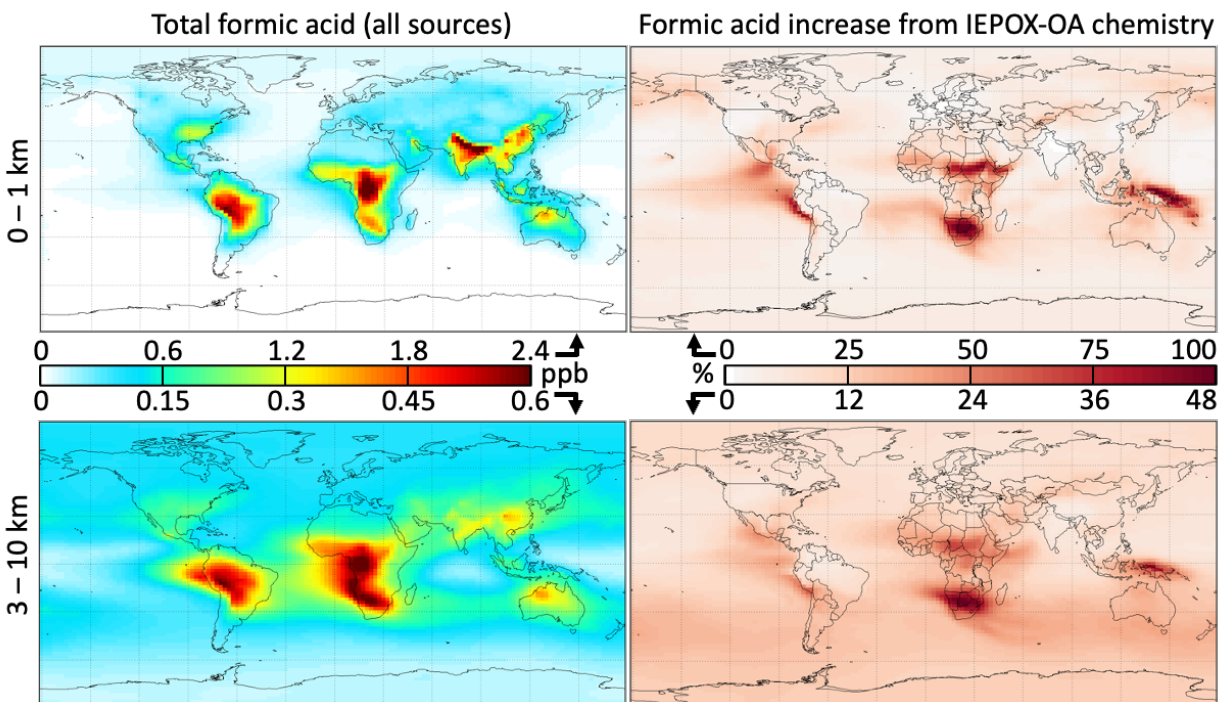 Total formic acid (all sources)
Formic acid increase from IEPOX-OA chemistry
0 – 1 km
0 0.6 1.2 1.8 2.4
ppb
0 0.15 0.3 0.45 0.6
0 25 50 75 100
%
0 12 24 36 48
3 – 10 km